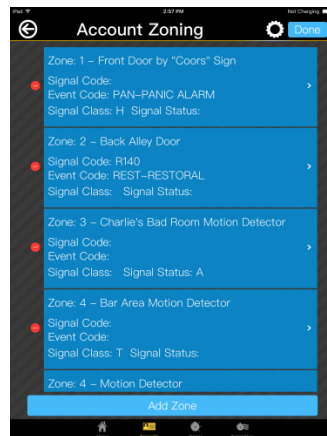 iPad
2:57 PM
Not Charging
Account Zoning
Done
Zone: 1 – Front Door by "Coors" Sign
Signal Code:
Event Code: PAN–PANIC ALARM
Signal Class: H Signal Status:
Zone: 2 – Back Alley Door
Signal Code: R140
Event Code: REST–RESTORAL
Signal Class: Signal Status:
Zone: 3 – Charlie's Bad Room Motion Detector
Signal Code:
Event Code:
Signal Class: Signal Status: A
Zone: 4 – Bar Area Motion Detector
Signal Code:
Event Code:
Signal Class: T Signal Status:
Zone: 4 – Motion Detector
Add Zone